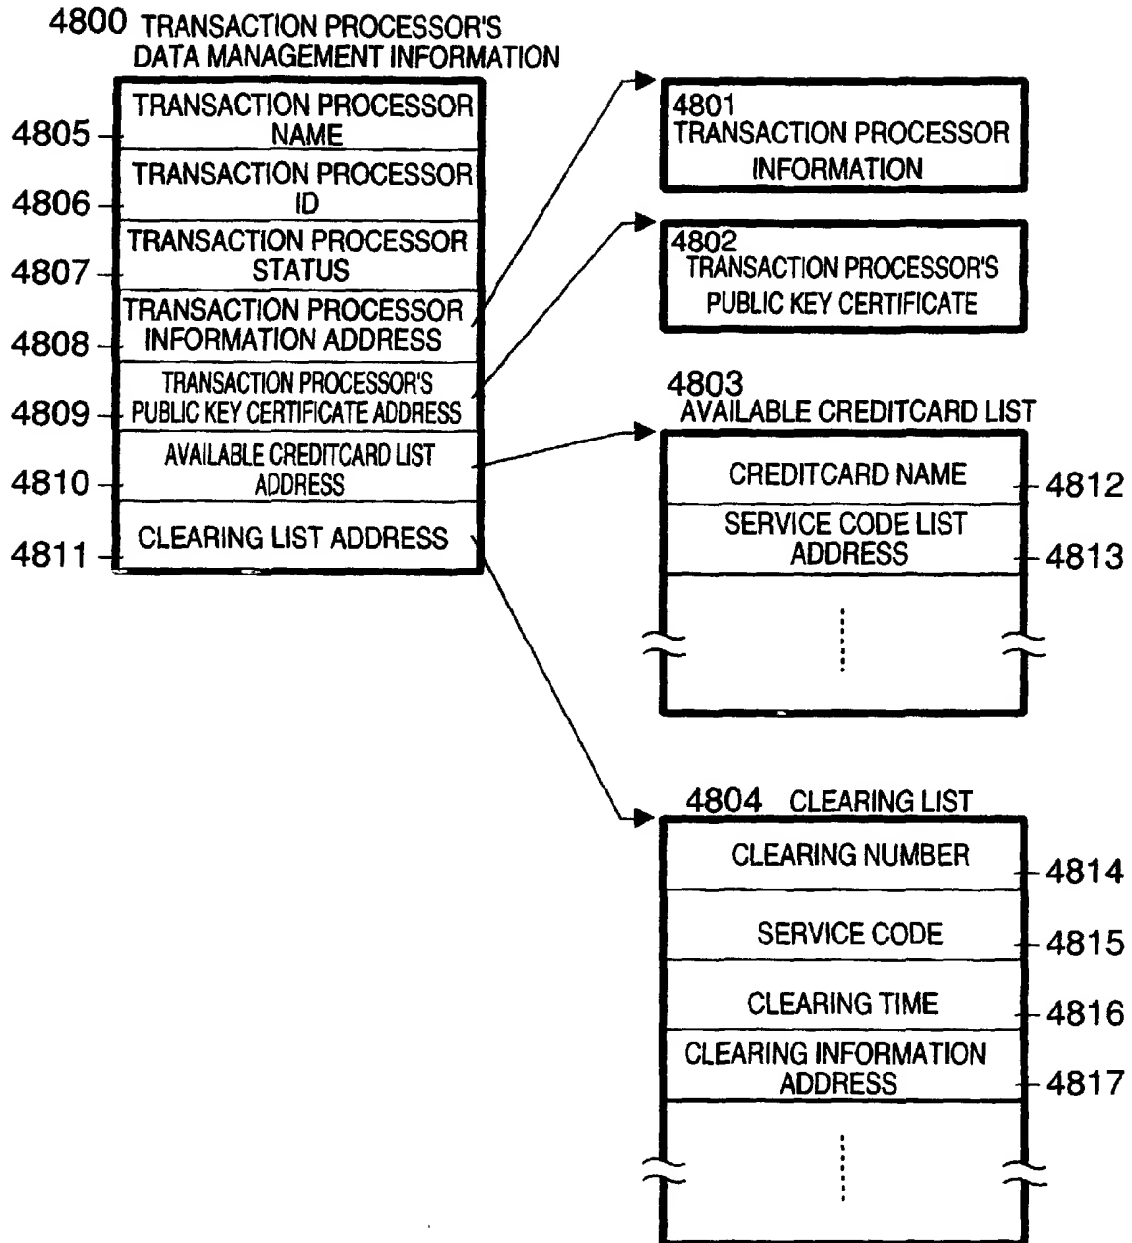 4800 TRANSACTION PROCESSOR'S
DATA MANAGEMENT INFORMATION
TRANSACTION PROCESSOR
NAME
4805
TRANSACTION PROCESSOR
ID
4806
TRANSACTION PROCESSOR
STATUS
4807
TRANSACTION PROCESSOR
INFORMATION ADDRESS
4808
TRANSACTION PROCESSOR'S
PUBLIC KEY CERTIFICATE ADDRESS
4809
AVAILABLE CREDITCARD LIST
ADDRESS
4810
CLEARING LIST ADDRESS
4811
4801
TRANSACTION PROCESSOR
INFORMATION
4802
TRANSACTION PROCESSOR'S
PUBLIC KEY CERTIFICATE
4803
AVAILABLE CREDITCARD LIST
CREDITCARD NAME
4812
SERVICE CODE LIST
ADDRESS
4813
4804 CLEARING LIST
CLEARING NUMBER
4814
SERVICE CODE
4815
CLEARING TIME
4816
CLEARING INFORMATION
ADDRESS
4817